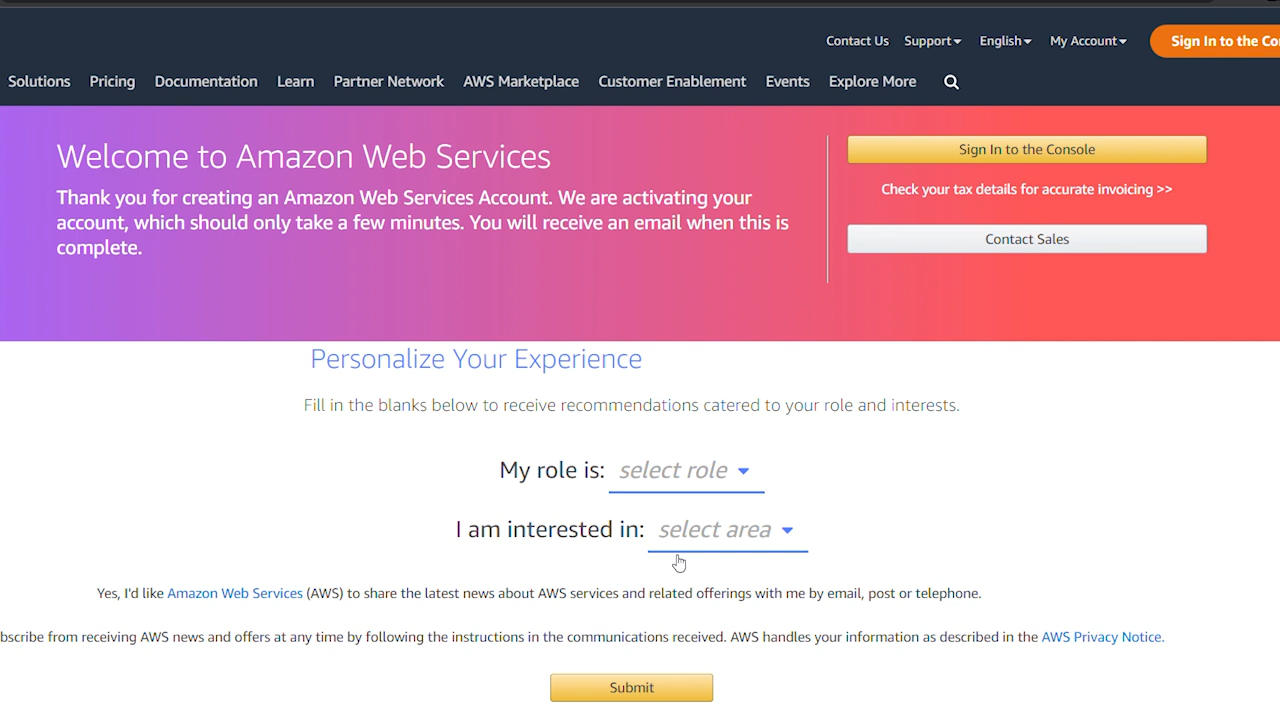 Contact Us Support English My Account Sign In to the Co
Solutions Pricing Documentation Learn Partner Network AWS Marketplace Customer Enablement Events Explore More
Welcome to Amazon Web Services
Thank you for creating an Amazon Web Services Account. We are activating your
account, which should only take a few minutes. You will receive an email when this is
complete.
Sign In to the Console
Check your tax details for accurate invoicing >>
Contact Sales
Personalize Your Experience
Fill in the blanks below to receive recommendations catered to your role and interests.
My role is: select role
I am interested in: select area
Yes, I'd like Amazon Web Services (AWS) to share the latest news about AWS services and related offerings with me by email, post or telephone.
bscribe from receiving AWS news and offers at any time by following the instructions in the communications received. AWS handles your information as described in the AWS Privacy Notice.
Submit